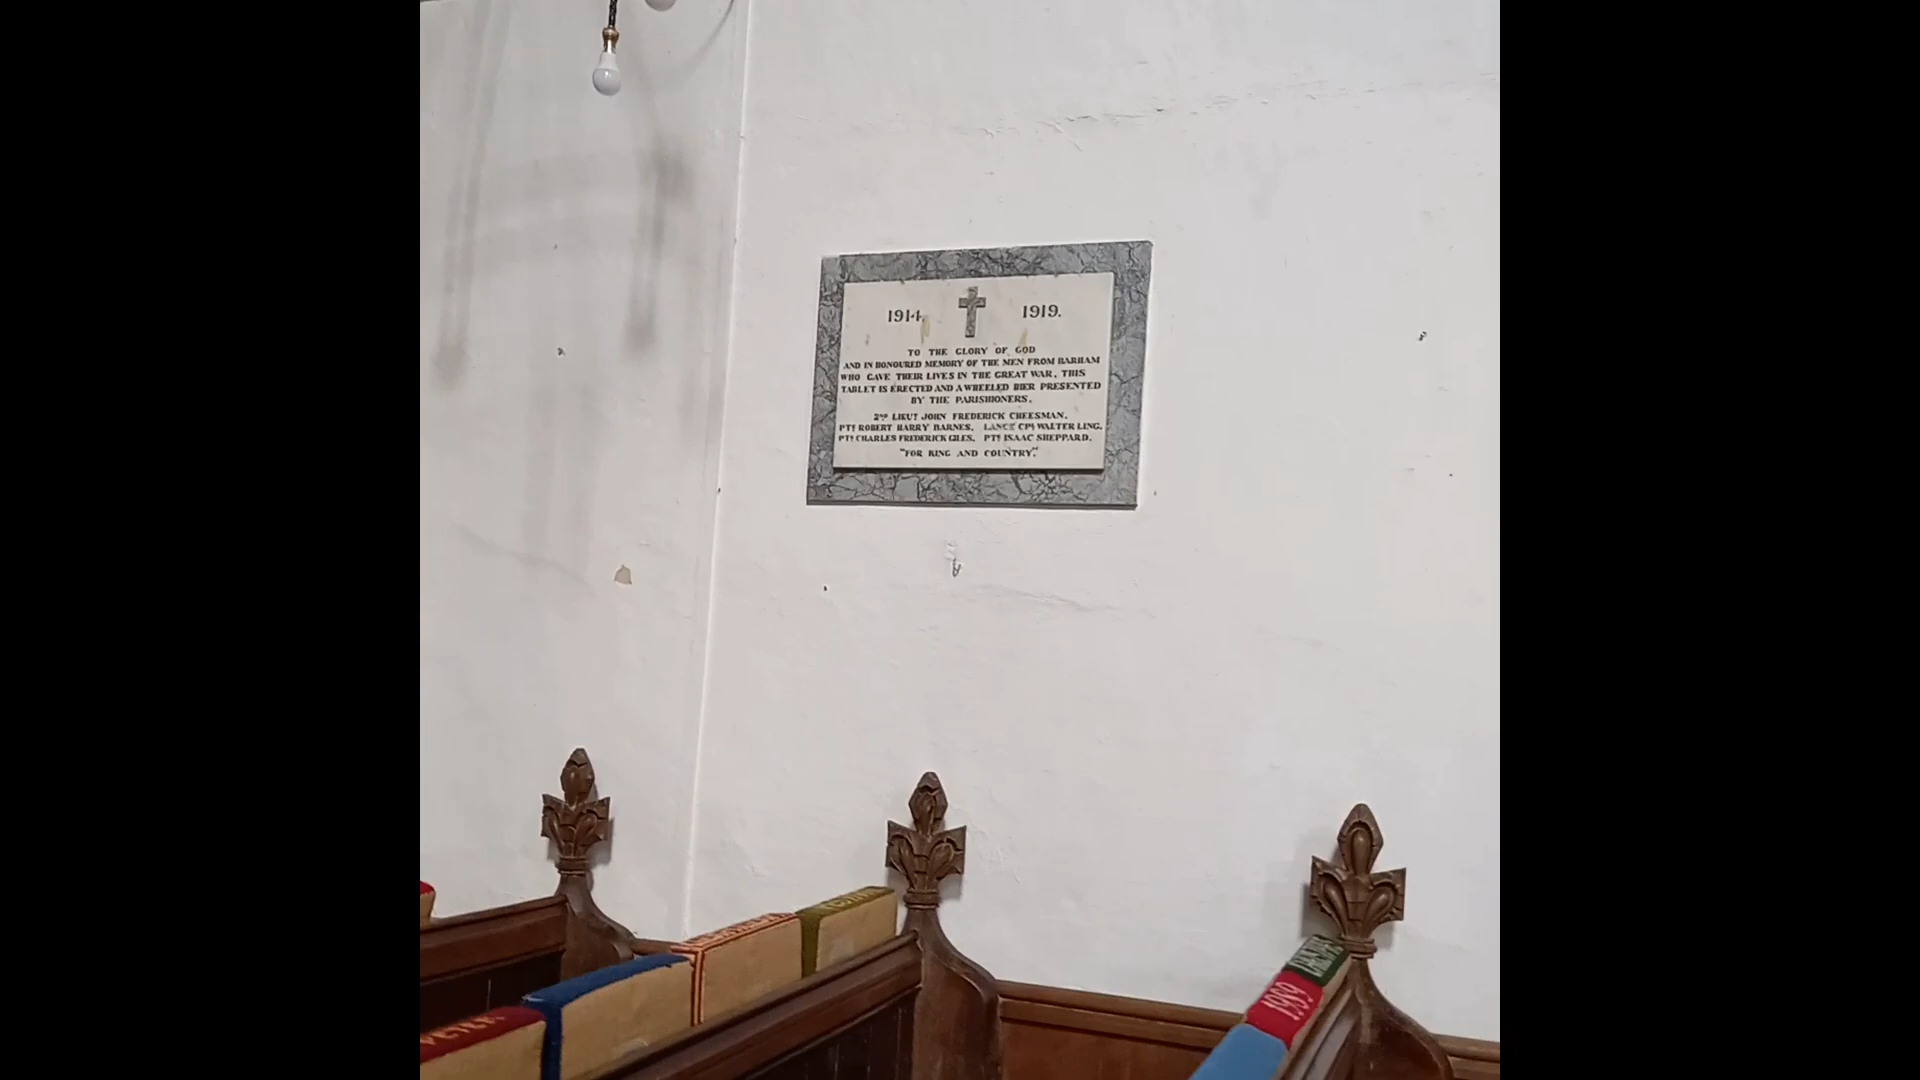 1914. 1919.
TO THE GLORY OF GOD
AND IN HONOURED MEMORY OF THE MEN FROM BARHAM
WHO GAVE THEIR LIVES IN THE GREAT WAR, THIS
TABLET IS ERECTED AND A WHEELED BIER PRESENTED
BY THE PARISHIONERS.
2ND LIEUT JOHN FREDERICK CHEESMAN.
PTE ROBERT HARRY BARNES. LANCE CPL WALTER LING.
PTE CHARLES FREDERICK GILES. PTE ISAAC SHEPPARD.
"FOR KING AND COUNTRY."
1989